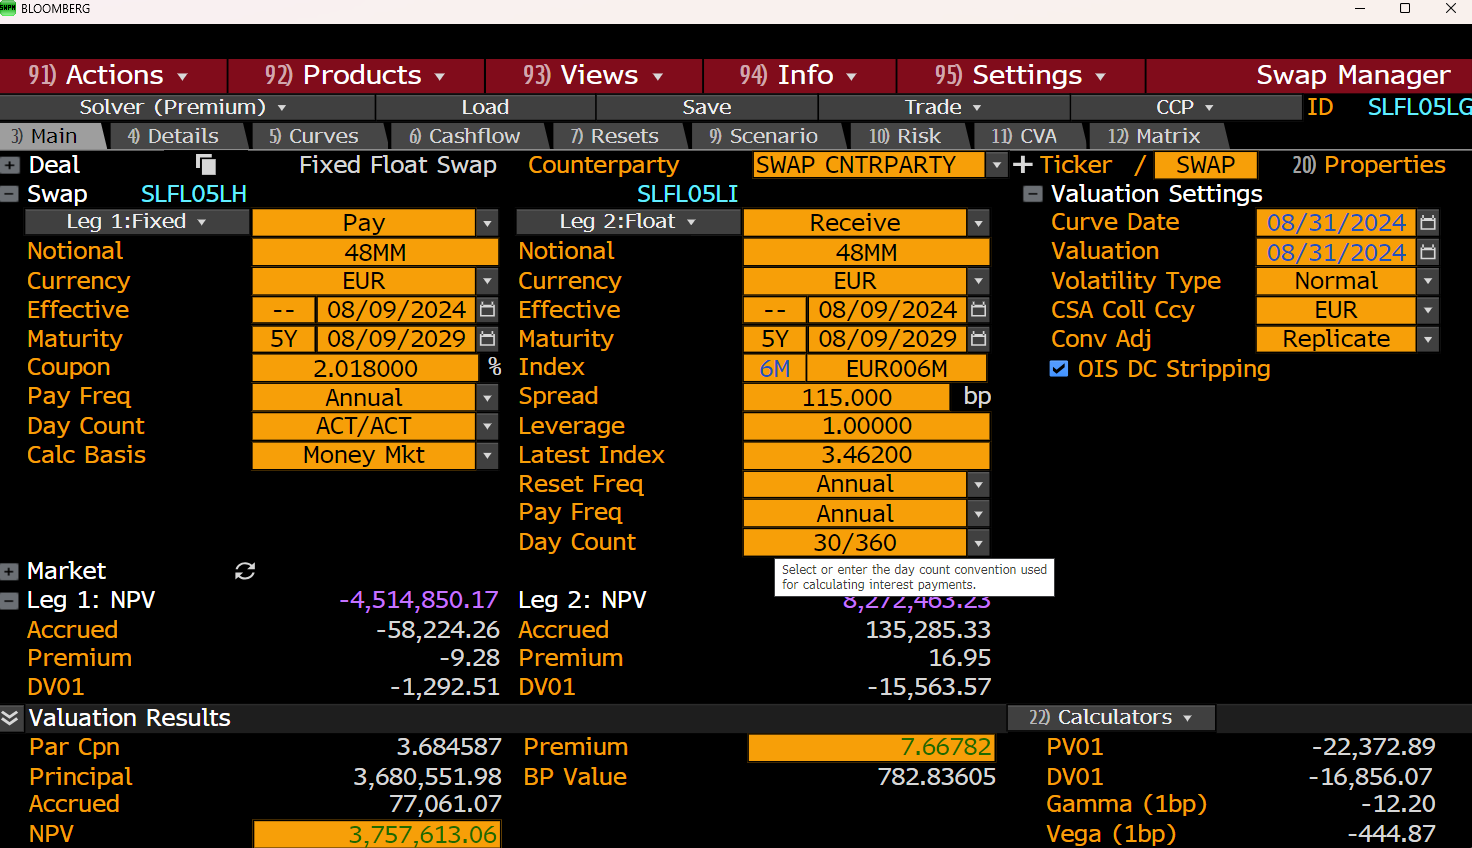 SWPM BLOOMBERG
91) Actions 92) Products 93) Views 94) Info 95) Settings Swap Manager
Solver (Premium) Load Save Trade CCP ID SLFL05LG
3) Main 4) Details 5) Curves 6) Cashflow 7) Resets 9) Scenario 10) Risk 11) CVA 12) Matrix
Deal Fixed Float Swap Counterparty SWAP CNTRPARTY Ticker / SWAP 20) Properties
Swap SLFL05LH SLFL05LI Valuation Settings
Leg 1:Fixed Pay Leg 2:Float Receive Curve Date 08/31/2024
Notional 48MM Notional 48MM Valuation 08/31/2024
Currency EUR Currency EUR Volatility Type Normal
Effective -- 08/09/2024 Effective -- 08/09/2024 CSA Coll Ccy EUR
Maturity 5Y 08/09/2029 Maturity 5Y 08/09/2029 Conv Adj Replicate
Coupon 2.018000 % Index 6M EUR006M OIS DC Stripping
Pay Freq Annual Spread 115.000 bp
Day Count ACT/ACT Leverage 1.00000
Calc Basis Money Mkt Latest Index 3.46200
Reset Freq Annual
Pay Freq Annual
Day Count 30/360
Select or enter the day count convention used
for calculating interest payments.
Market
Leg 1: NPV -4,514,850.17 Leg 2: NPV 8,272,463.23
Accrued -58,224.26 Accrued 135,285.33
Premium -9.28 Premium 16.95
DV01 -1,292.51 DV01 -15,563.57
Valuation Results 22) Calculators
Par Cpn 3.684587 Premium 7.66782 PV01 -22,372.89
Principal 3,680,551.98 BP Value 782.83605 DV01 -16,856.07
Accrued 77,061.07 Gamma (1bp) -12.20
NPV 3,757,613.06 Vega (1bp) -444.87